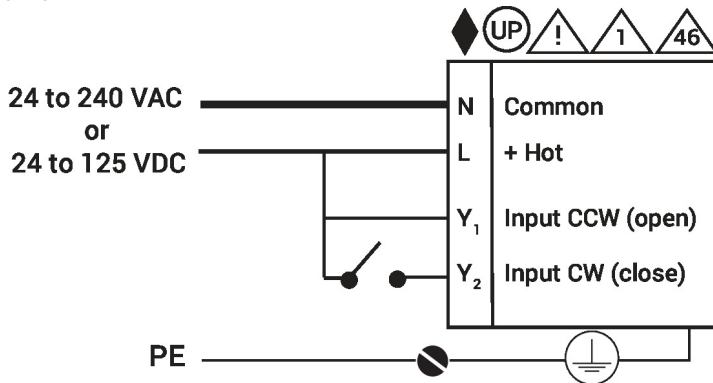 UP ! 1 46
24 to 240 VAC
or
24 to 125 VDC
N Common
L + Hot
Y1 Input CCW (open)
Y2 Input CW (close)
PE